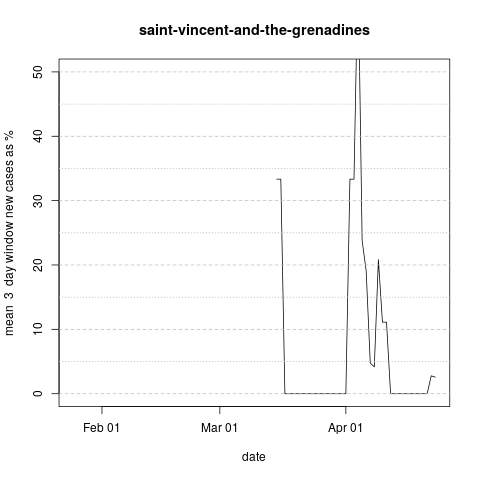 saint-vincent-and-the-grenadines
mean  3  day window new cases as %
50
40
30
20
10
0
Feb 01
Mar 01
Apr 01
date